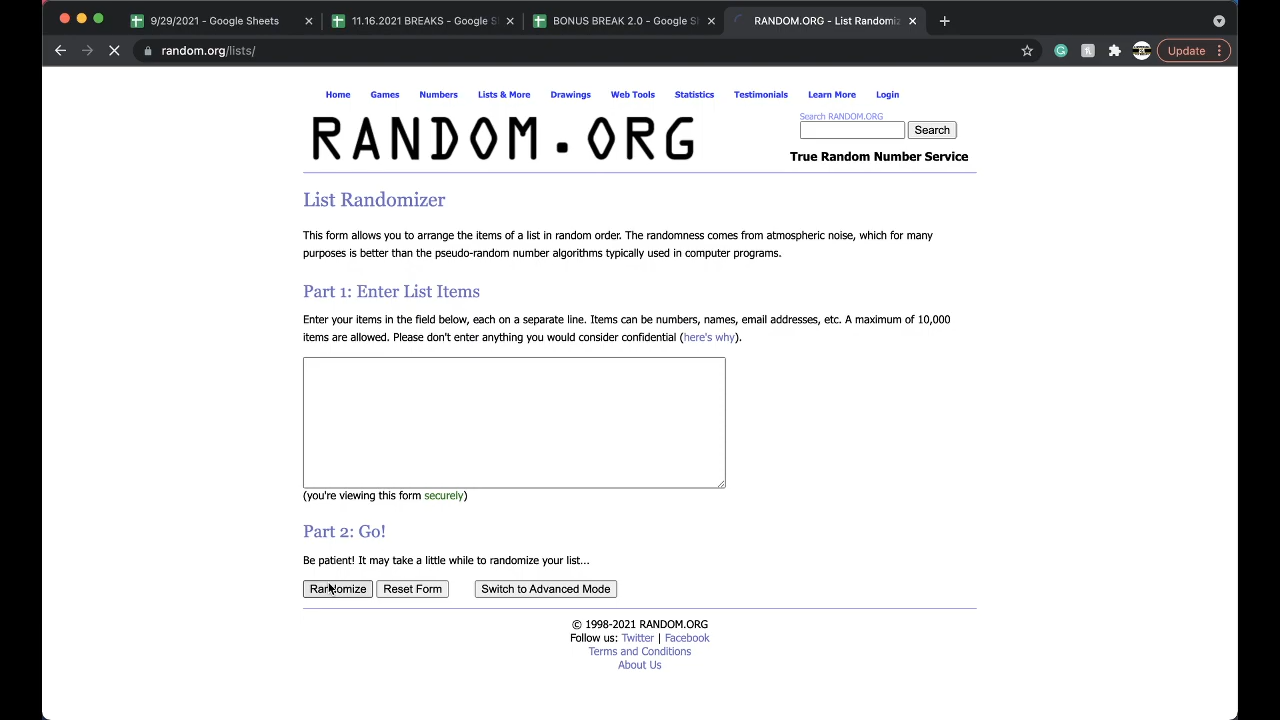 9/29/2021 - Google Sheets
11.16.2021 BREAKS - Google S
BONUS BREAK 2.0 - Google S
RANDOM.ORG - List Randomiz
random.org/lists/
Update
Home Games Numbers Lists & More Drawings Web Tools Statistics Testimonials Learn More Login
Search RANDOM.ORG
RANDOM.ORG
Search
True Random Number Service
List Randomizer
This form allows you to arrange the items of a list in random order. The randomness comes from atmospheric noise, which for many
purposes is better than the pseudo-random number algorithms typically used in computer programs.
Part 1: Enter List Items
Enter your items in the field below, each on a separate line. Items can be numbers, names, email addresses, etc. A maximum of 10,000
items are allowed. Please don't enter anything you would consider confidential (here's why).
(you're viewing this form securely)
Part 2: Go!
Be patient! It may take a little while to randomize your list...
Randomize Reset Form Switch to Advanced Mode
© 1998-2021 RANDOM.ORG
Follow us: Twitter | Facebook
Terms and Conditions
About Us